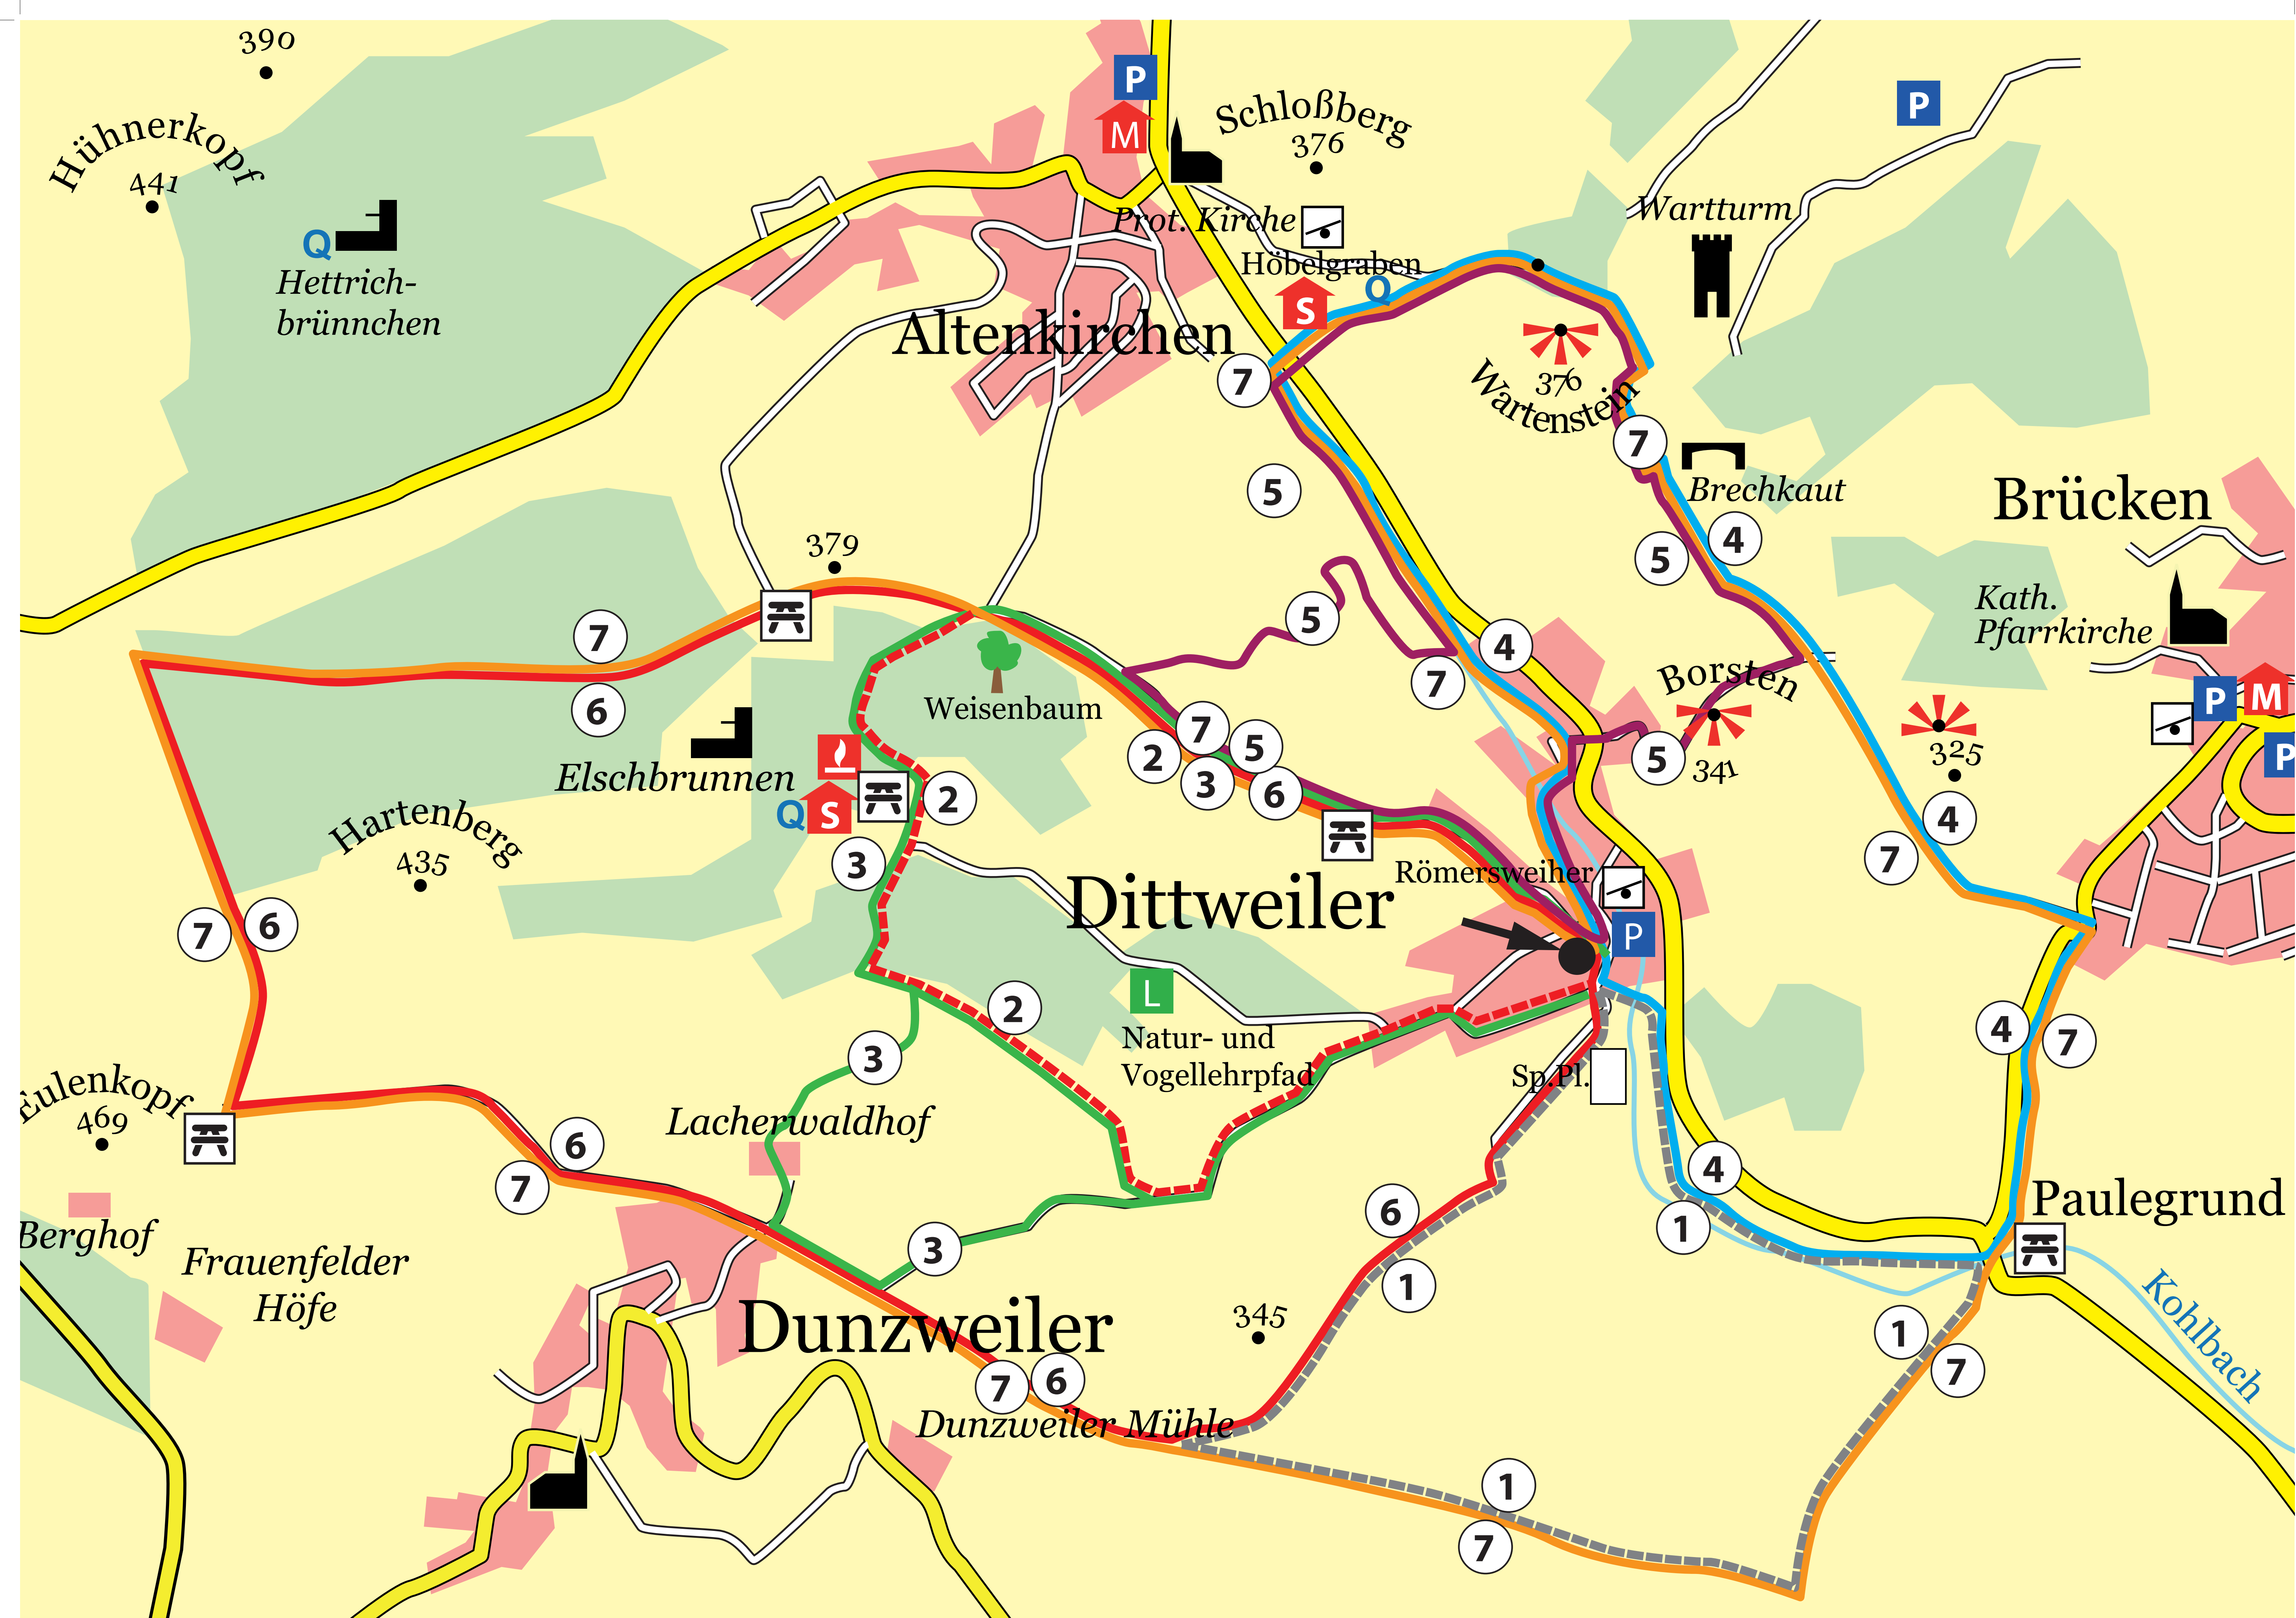 390
Hühnerkopf
441
Q
Hettrich-
brünnchen
P
M
Schloßberg
376
Prot. Kirche
Höbelgraben
Q
S
P
Wartturm
Altenkirchen
7
376
Wartenstein
7
Brechkaut
5
5
4
Brücken
Kath.
Pfarrkirche
P
M
P
379
7
6
5
4
7
Borsten
5
341
325
Weisenbaum
7
5
2
3
6
Elschbrunnen
Q
S
2
3
Hartenberg
435
7
6
Römersweiher
Dittweiler
P
4
7
2
L
Natur- und
Vogellehrpfad
3
Sp.Pl.
4
7
Eulenkopf
469
Lacherwaldhof
6
7
4
1
Paulegrund
Berghof
Frauenfelder
Höfe
3
6
1
Kohlbach
345
Dunzweiler
7
6
Dunzweiler Mühle
1
7
1
7